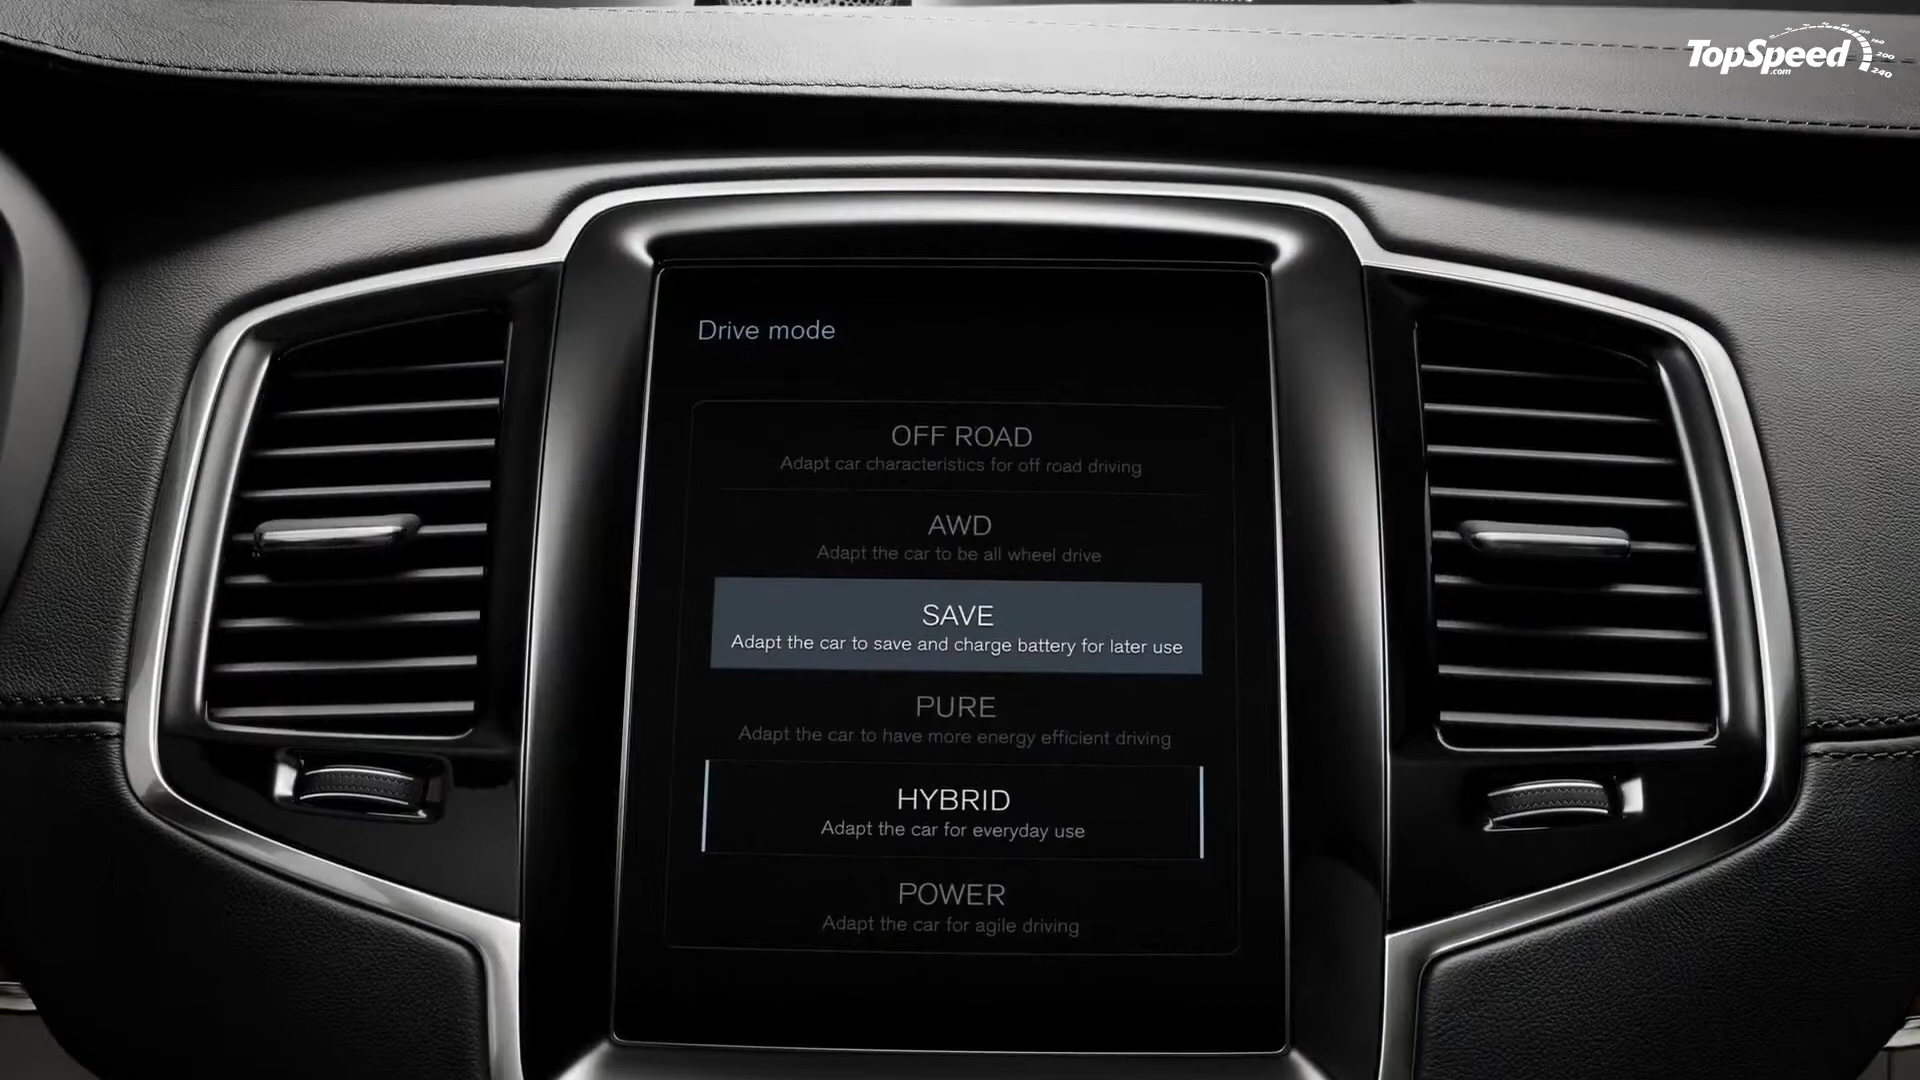 TopSpeed
.com
160
200
240
Drive mode
OFF ROAD
Adapt car characteristics for off road driving
AWD
Adapt the car to be all wheel drive
SAVE
Adapt the car to save and charge battery for later use
PURE
Adapt the car to have more energy efficient driving
HYBRID
Adapt the car for everyday use
POWER
Adapt the car for agile driving